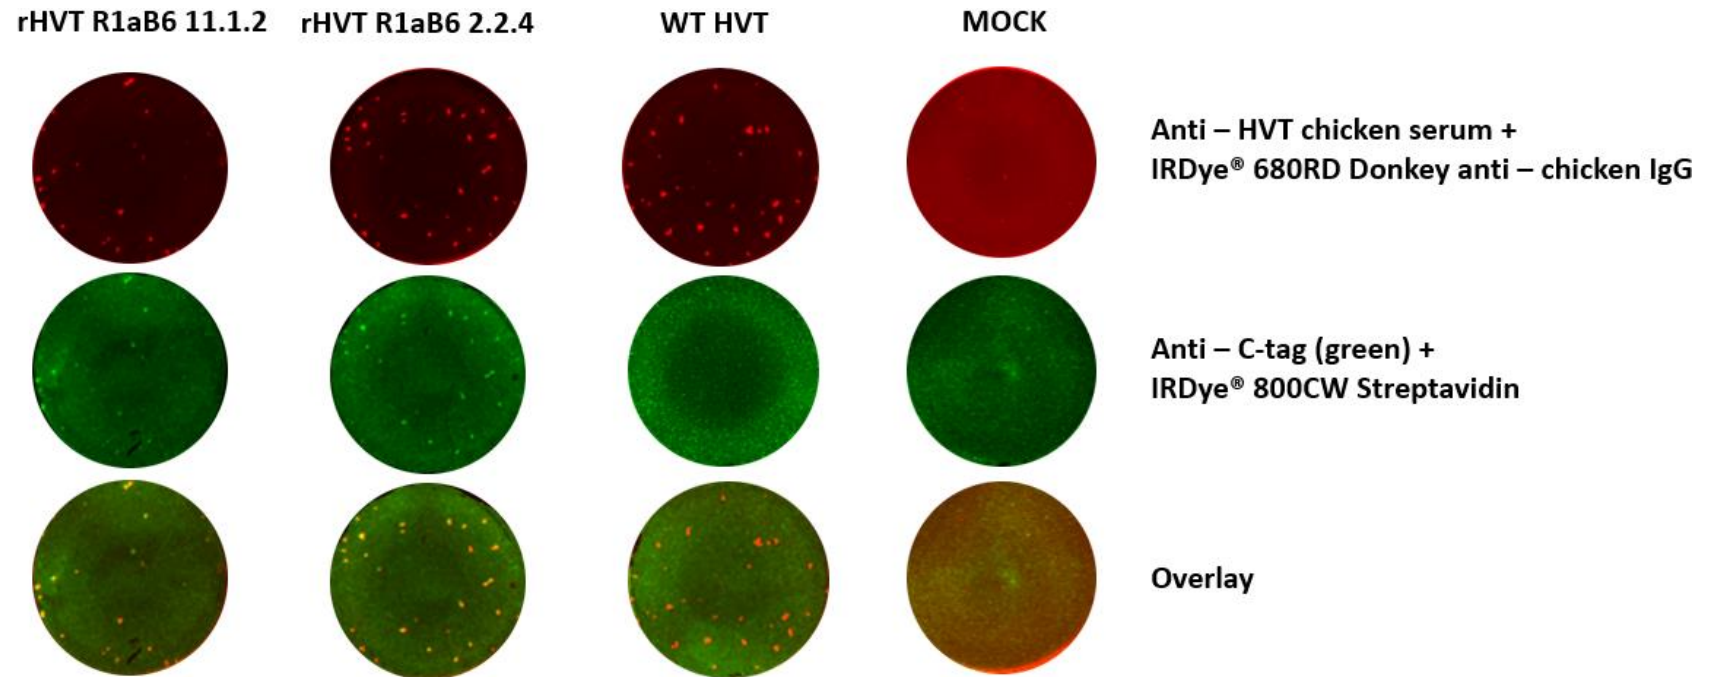 rHVT R1aB6 11.1.2
rHVT R1aB6 2.2.4
WT HVT
MOCK
Anti – HVT chicken serum +
IRDye® 680RD Donkey anti – chicken IgG
Anti – C-tag (green) +
IRDye® 800CW Streptavidin
Overlay